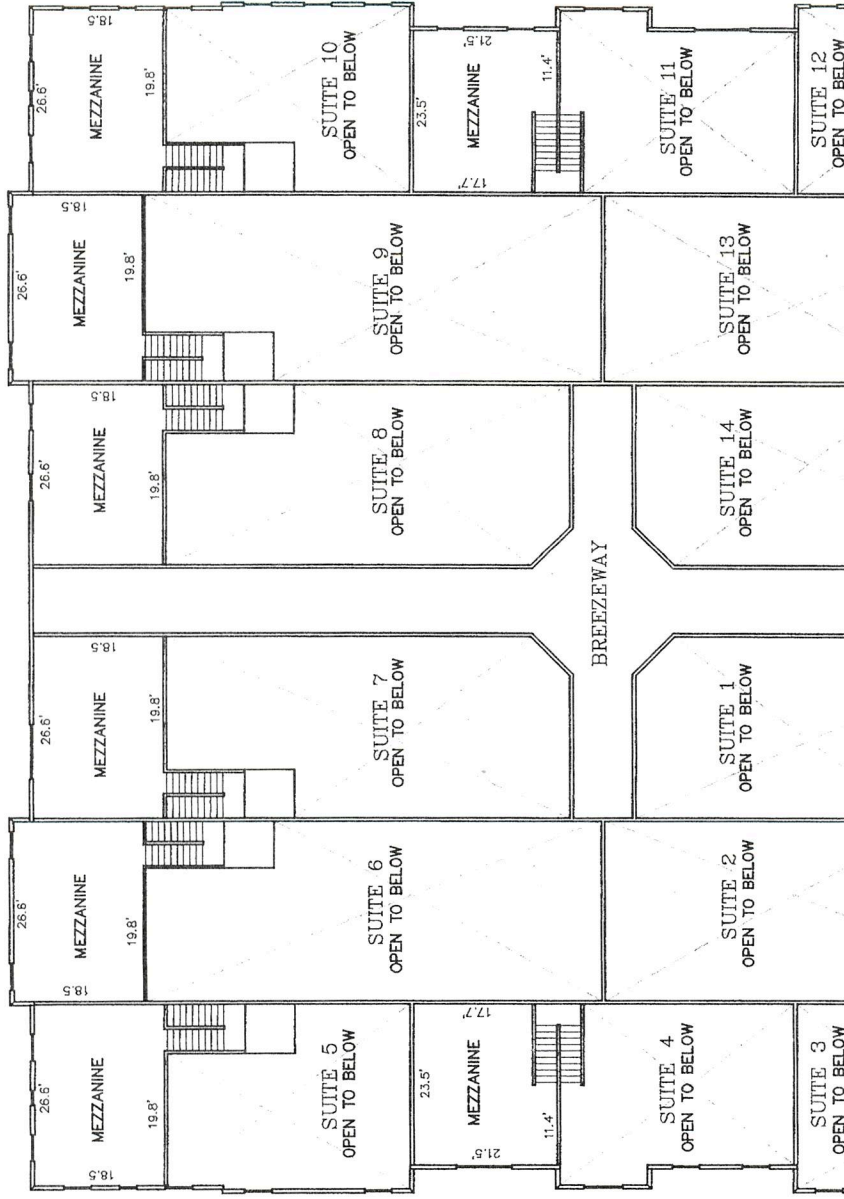 26.6'
18.5
MEZZANINE
19.8'
SUITE 10
OPEN TO BELOW
21.5'
23.5'
MEZZANINE
11.4'
17.7'
SUITE 11
OPEN TO BELOW
SUITE 12
OPEN TO BELOW
26.6'
18.5
MEZZANINE
19.8'
SUITE 9
OPEN TO BELOW
SUITE 13
OPEN TO BELOW
26.6'
18.5
MEZZANINE
19.8'
SUITE 8
OPEN TO BELOW
SUITE 14
OPEN TO BELOW
BREEZEWAY
26.6'
18.5
MEZZANINE
19.8'
SUITE 7
OPEN TO BELOW
SUITE 1
OPEN TO BELOW
26.6'
MEZZANINE
18.5
19.8'
SUITE 6
OPEN TO BELOW
SUITE 2
OPEN TO BELOW
26.6'
MEZZANINE
18.5
19.8'
SUITE 5
OPEN TO BELOW
17.7'
23.5'
MEZZANINE
21.5'
11.4'
SUITE 4
OPEN TO BELOW
SUITE 3
OPEN TO BELOW